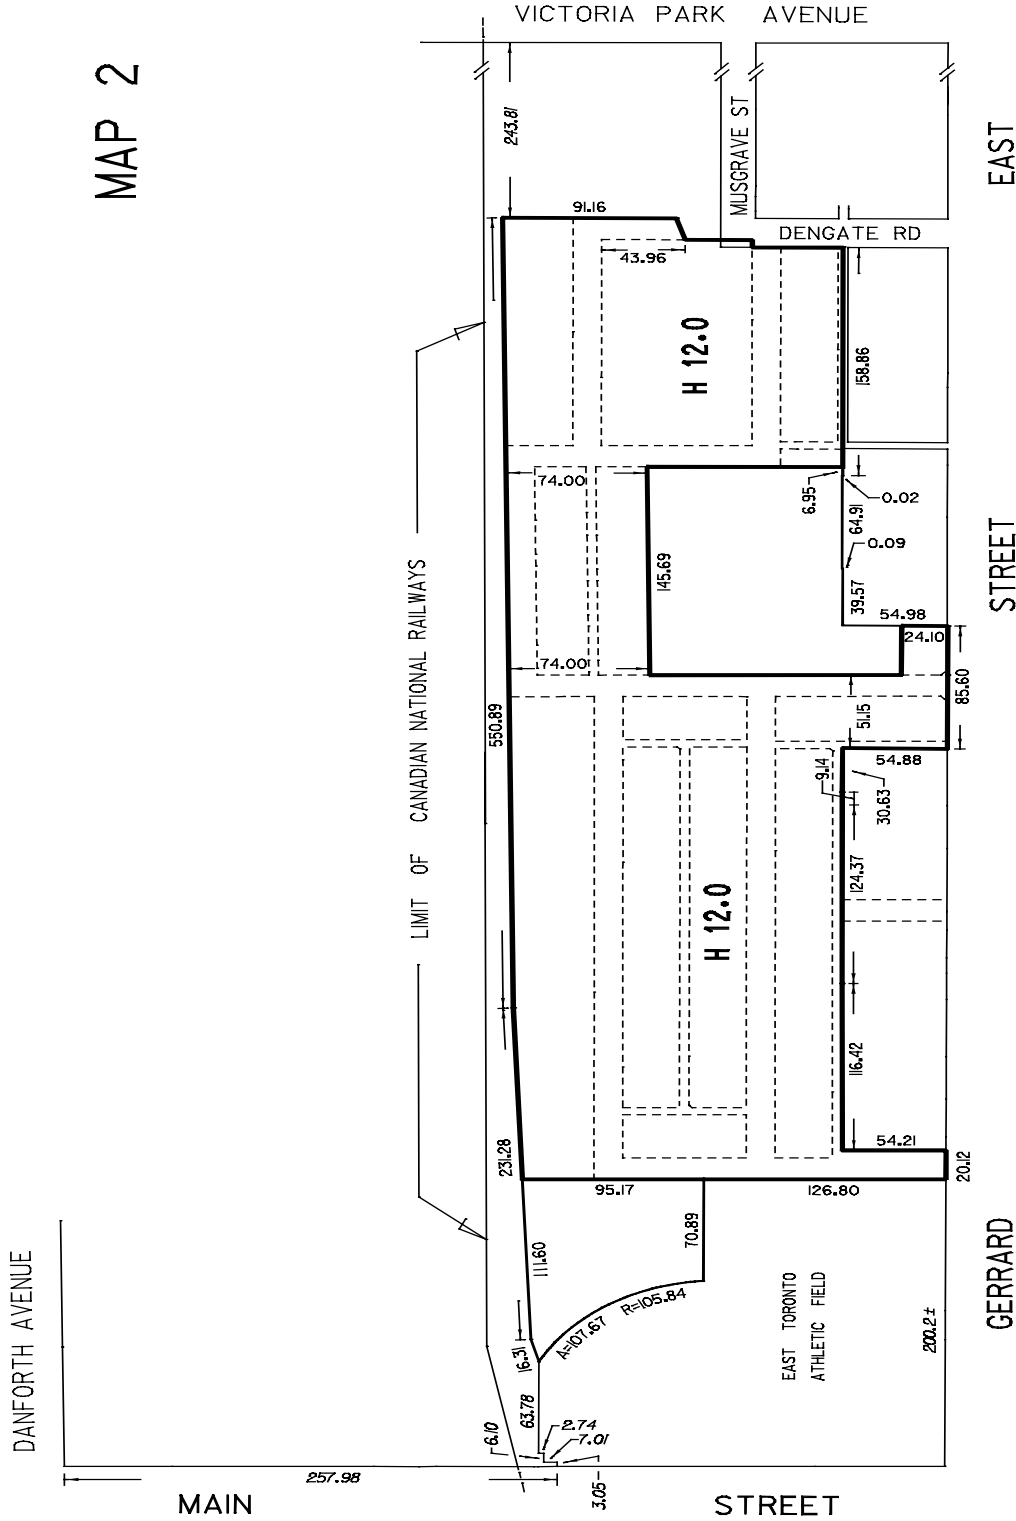 VICTORIA PARK AVENUE
MAP 2
243.81
MUSGRAVE ST
EAST
91.16
DENGATE RD
43.96
H 12.0
158.86
74.00
6.95
0.02
64.91
0.09
145.69
39.57
STREET
54.98
24.10
74.00
85.60
51.15
550.89
LIMIT OF CANADIAN NATIONAL RAILWAYS
54.88
9.14
30.63
124.37
H 12.0
116.42
54.21
231.28
20.12
95.17
126.80
111.60
70.89
R=105.84
A=107.67
EAST TORONTO
ATHLETIC FIELD
GERRARD
200.2±
DANFORTH AVENUE
16.31
63.78
6.10
2.74
7.01
3.05
257.98
MAIN STREET